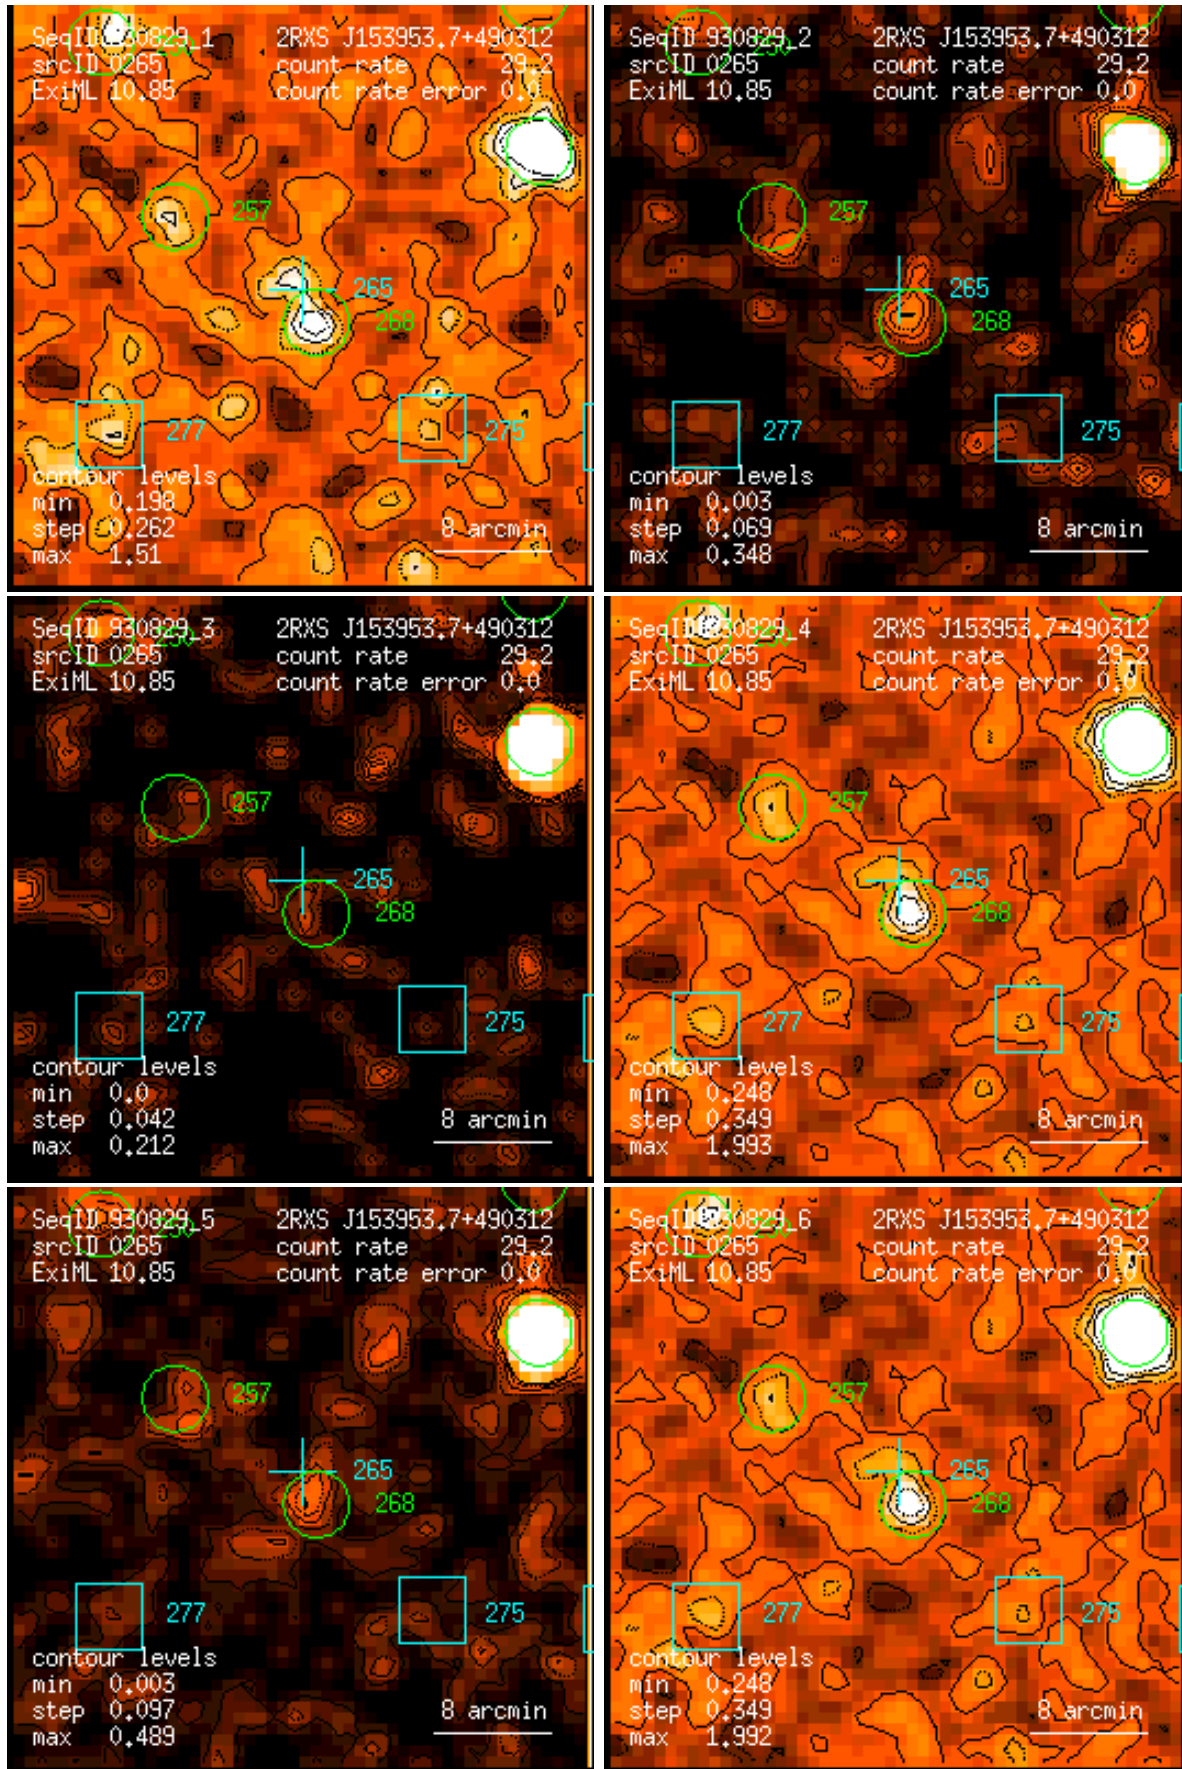 SeqID 930829_1 2RXS J153953.7+490312
srcID 0265 count rate 29.2
ExiML 10.85 count rate error 0.0
257
265
268
277
275
contour levels
min 0.198
step 0.262
max 1.51
8 arcmin
SeqID 930829_2 2RXS J153953.7+490312
srcID 0265 count rate 29.2
ExiML 10.85 count rate error 0.0
257
265
268
277
275
contour levels
min 0.003
step 0.069
max 0.348
8 arcmin
SeqID 930829_3 2RXS J153953.7+490312
srcID 0265 count rate 29.2
ExiML 10.85 count rate error 0.0
257
265
268
277
275
contour levels
min 0.0
step 0.042
max 0.212
8 arcmin
SeqID 930829_4 2RXS J153953.7+490312
srcID 0265 count rate 29.2
ExiML 10.85 count rate error 0.0
257
265
268
277
275
contour levels
min 0.248
step 0.349
max 1.993
8 arcmin
SeqID 930829_5 2RXS J153953.7+490312
srcID 0265 count rate 29.2
ExiML 10.85 count rate error 0.0
257
265
268
277
275
contour levels
min 0.003
step 0.097
max 0.489
8 arcmin
SeqID 930829_6 2RXS J153953.7+490312
srcID 0265 count rate 29.2
ExiML 10.85 count rate error 0.0
257
265
268
277
275
contour levels
min 0.248
step 0.349
max 1.992
8 arcmin